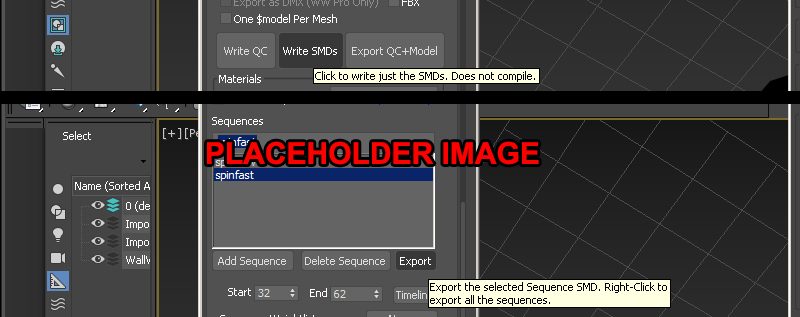 Export as DMX (WW Pro Only) FBX
One $model Per Mesh
Write QC Write SMDs Export QC+Model
Click to write just the SMDs. Does not compile.
Materials
Sequences
Select
[+][Pe
PLACEHOLDER IMAGE
spinfast
Name (Sorted A
0 (de
Impo
Impo
WallV
Add Sequence Delete Sequence Export
Export the selected Sequence SMD. Right-Click to
export all the sequences.
Start 32 End 62 Timelin